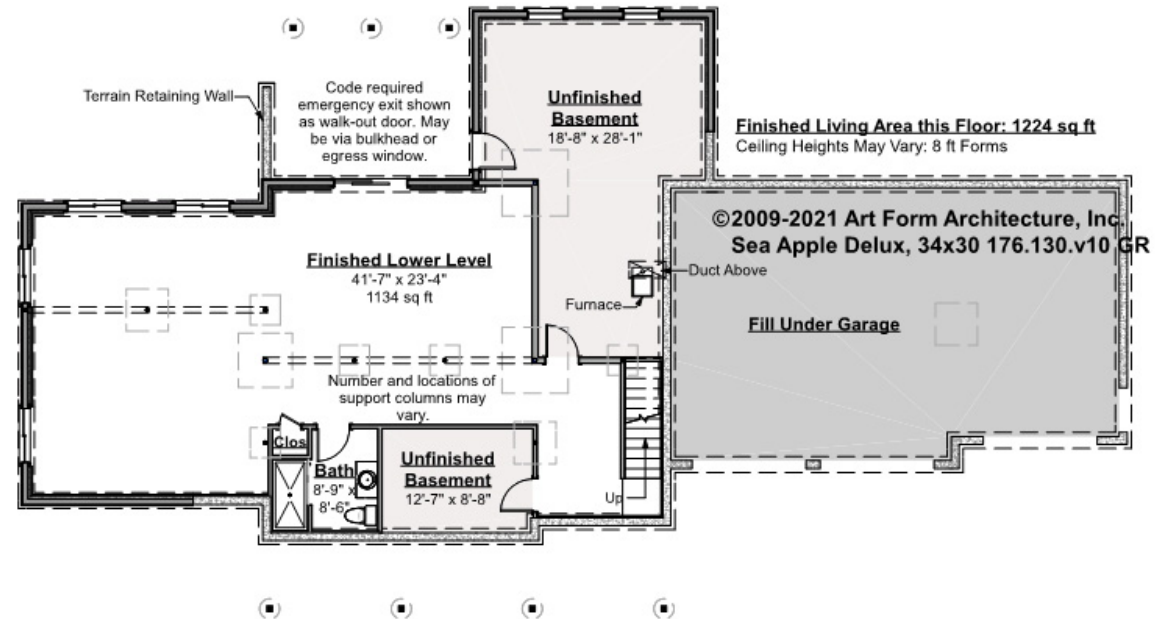 Terrain Retaining Wall
Code required
emergency exit shown
as walk-out door. May
be via bulkhead or
egress window.
Unfinished
Basement
18'-8" x 28'-1"
Finished Living Area this Floor: 1224 sq ft
Ceiling Heights May Vary: 8 ft Forms
©2009-2021 Art Form Architecture, Inc.
Sea Apple Delux, 34x30 176.130.v10 GR
Finished Lower Level
41'-7" x 23'-4"
1134 sq ft
Duct Above
Furnace
Fill Under Garage
Number and locations of
support columns may
vary.
Clos
Bath
8'-9" x
8'-6"
Unfinished
Basement
12'-7" x 8'-8"
Up